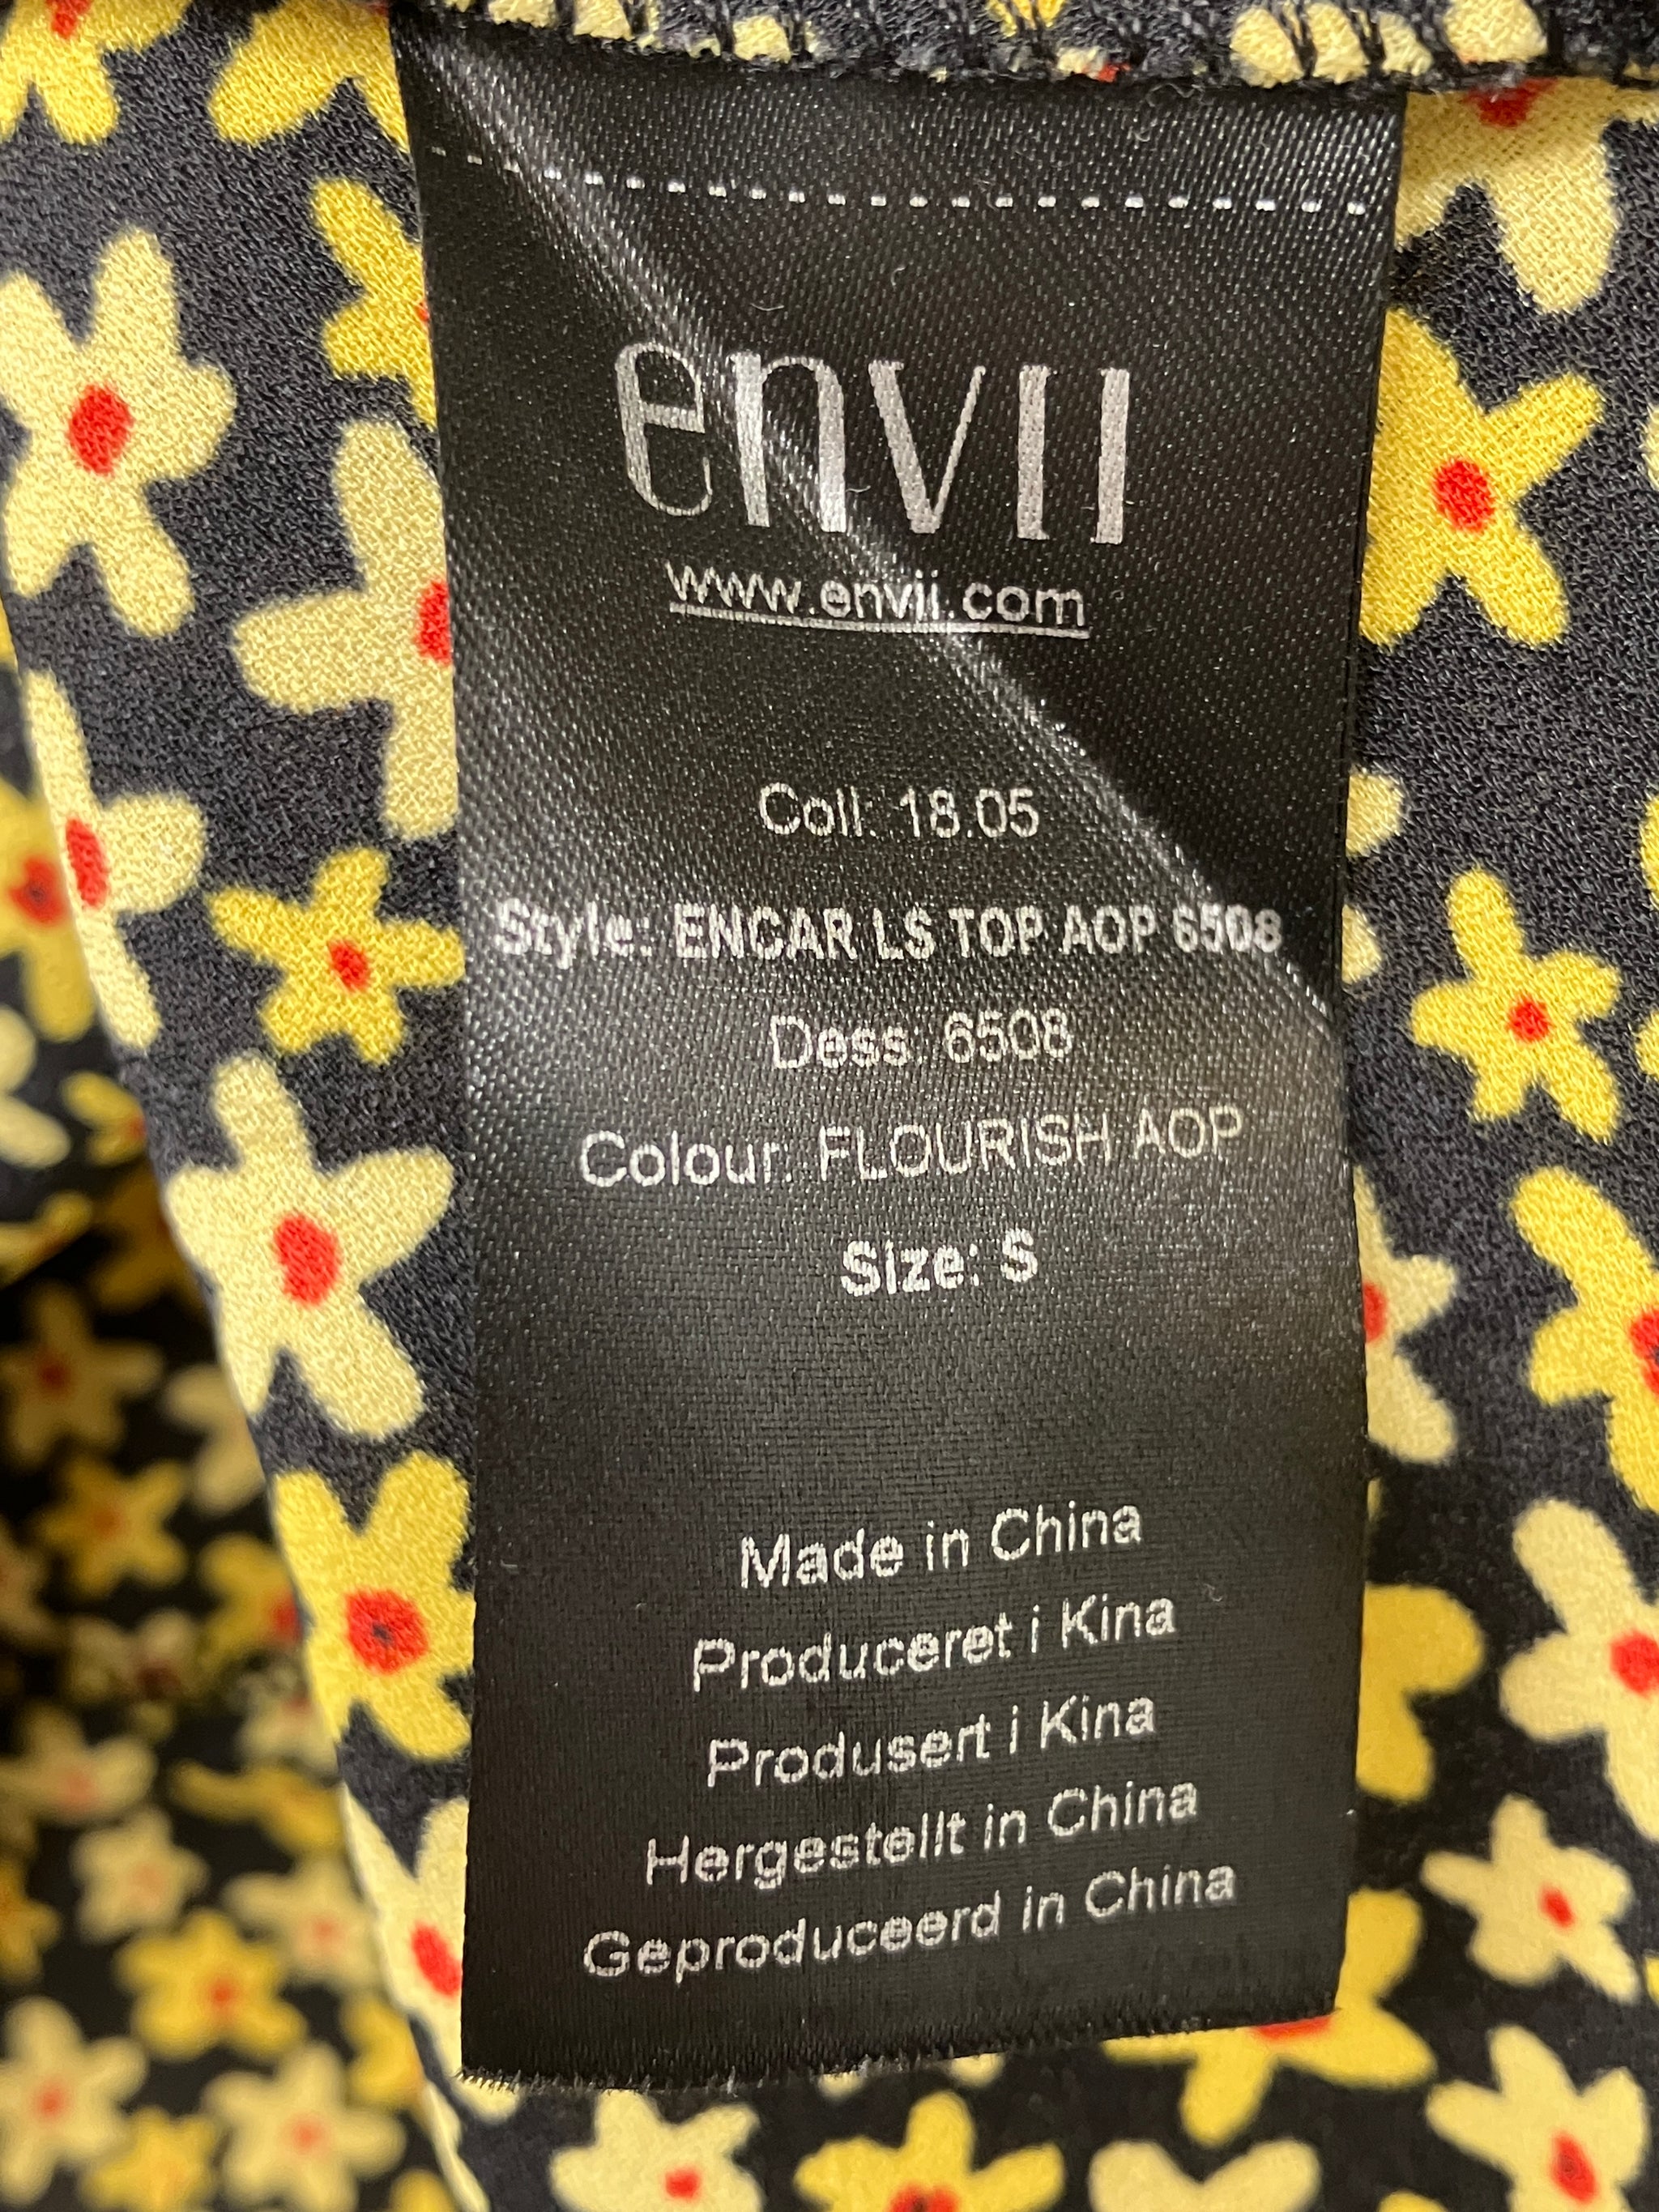 envii
www.envii.com
Coll: 18.05
Style: ENCAR LS TOP AOP 6508
Dess: 6508
Colour: FLOURISH AOP
Size: S
Made in China
Produceret i Kina
Produsert i Kina
Hergestellt in China
Geproduceerd in China